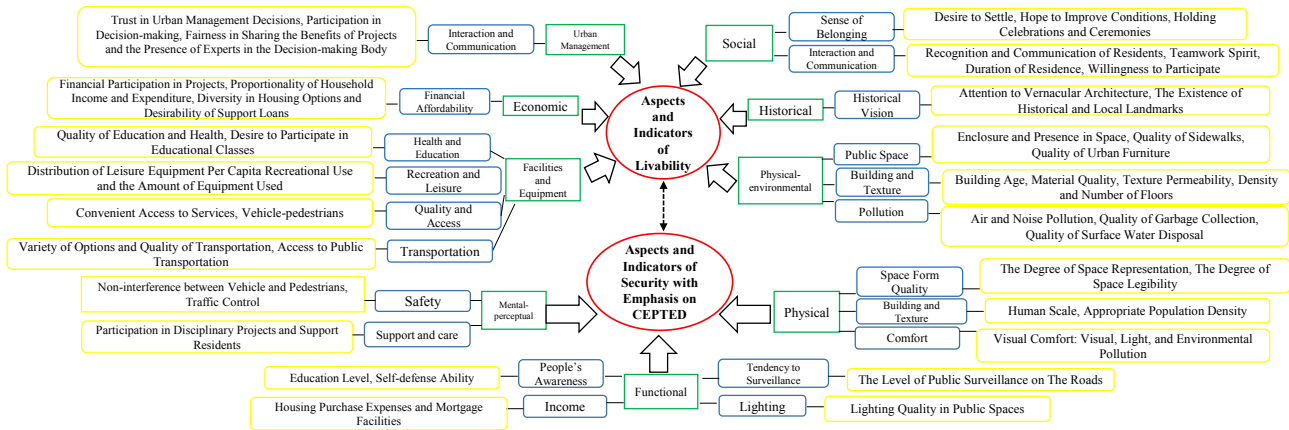 Trust in Urban Management Decisions, Participation in
Decision-making, Fairness in Sharing the Benefits of Projects
and the Presence of Experts in the Decision-making Body
Interaction and
Communication
Urban
Management
Financial Participation in Projects, Proportionality of Household
Income and Expenditure, Diversity in Housing Options and
Desirability of Support Loans
Financial
Affordability
Economic
Quality of Education and Health, Desire to Participate in
Educational Classes
Health and
Education
Distribution of Leisure Equipment Per Capita Recreational Use
and the Amount of Equipment Used
Recreation and
Leisure
Facilities and
Equipment
Convenient Access to Services, Vehicle-pedestrians
Quality and
Access
Variety of Options and Quality of Transportation, Access to Public
Transportation
Transportation
Aspects
and
Indicators
of
Livability
Social
Sense of
Belonging
Desire to Settle, Hope to Improve Conditions, Holding
Celebrations and Ceremonies
Interaction and
Communication
Recognition and Communication of Residents, Teamwork Spirit,
Duration of Residence, Willingness to Participate
Historical
Historical
Vision
Attention to Vernacular Architecture, The Existence of
Historical and Local Landmarks
Physical-
environmental
Public Space
Enclosure and Presence in Space, Quality of Sidewalks,
Quality of Urban Furniture
Building and
Texture
Building Age, Material Quality, Texture Permeability, Density
and Number of Floors
Pollution
Air and Noise Pollution, Quality of Garbage Collection,
Quality of Surface Water Disposal
Aspects and
Indicators of
Security with
Emphasis on
CEPTED
Non-interference between Vehicle and Pedestrians,
Traffic Control
Safety
Mental-
perceptual
Participation in Disciplinary Projects and Support
Residents
Support and care
Physical
Space Form
Quality
The Degree of Space Representation, The Degree of
Space Legibility
Building and
Texture
Human Scale, Appropriate Population Density
Comfort
Visual Comfort: Visual, Light, and Environmental
Pollution
Education Level, Self-defense Ability
People's
Awareness
Functional
Tendency to
Surveillance
The Level of Public Surveillance on The Roads
Housing Purchase Expenses and Mortgage
Facilities
Income
Lighting
Lighting Quality in Public Spaces